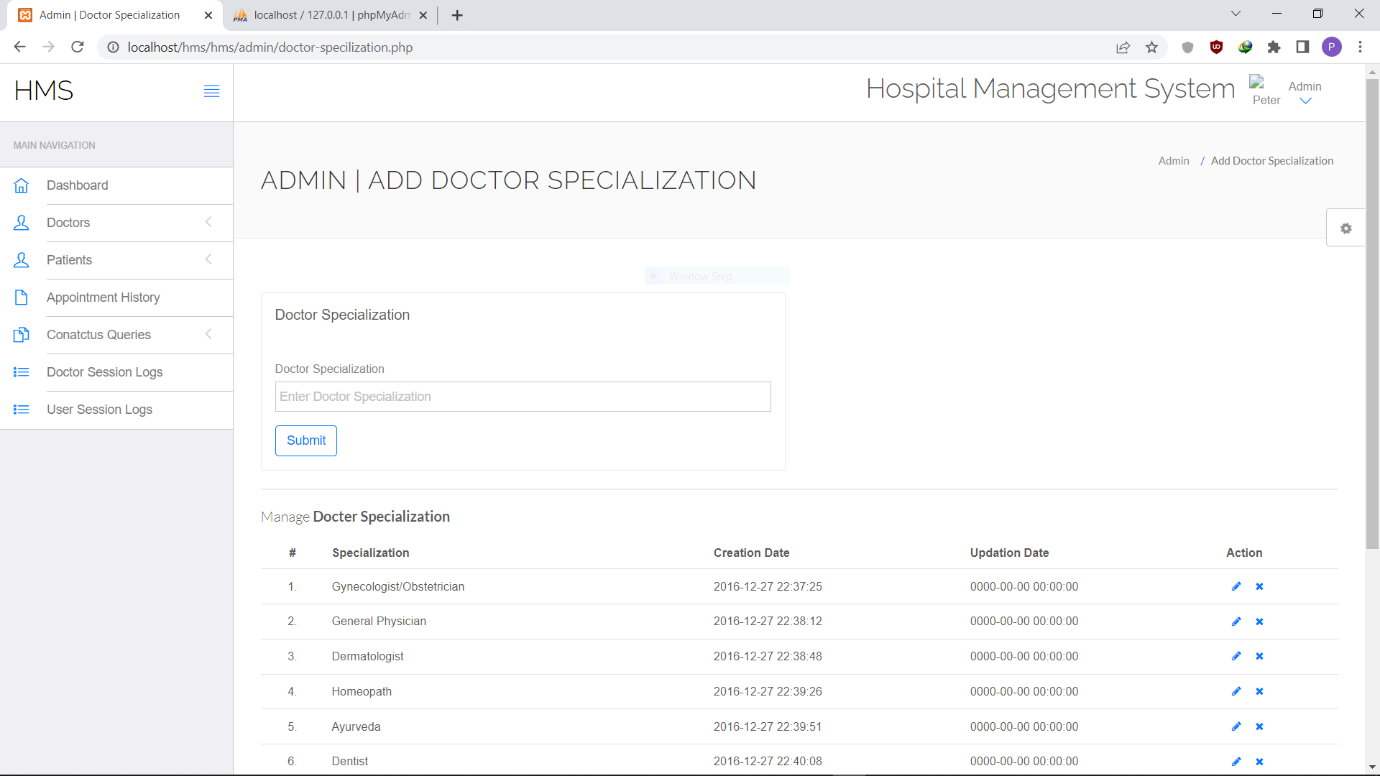 Admin | Doctor Specialization
localhost / 127.0.0.1 | phpMyAdm
localhost/hms/hms/admin/doctor-specilization.php
P
HMS
Hospital Management System
Peter
Admin
MAIN NAVIGATION
Dashboard
Doctors
Patients
Appointment History
Conatctus Queries
Doctor Session Logs
User Session Logs
ADMIN | ADD DOCTOR SPECIALIZATION
Admin / Add Doctor Specialization
Window Snip
Doctor Specialization
Doctor Specialization
Enter Doctor Specialization
Submit
Manage Docter Specialization
# Specialization Creation Date Updation Date Action
1. Gynecologist/Obstetrician 2016-12-27 22:37:25 0000-00-00 00:00:00
2. General Physician 2016-12-27 22:38:12 0000-00-00 00:00:00
3. Dermatologist 2016-12-27 22:38:48 0000-00-00 00:00:00
4. Homeopath 2016-12-27 22:39:26 0000-00-00 00:00:00
5. Ayurveda 2016-12-27 22:39:51 0000-00-00 00:00:00
6. Dentist 2016-12-27 22:40:08 0000-00-00 00:00:00